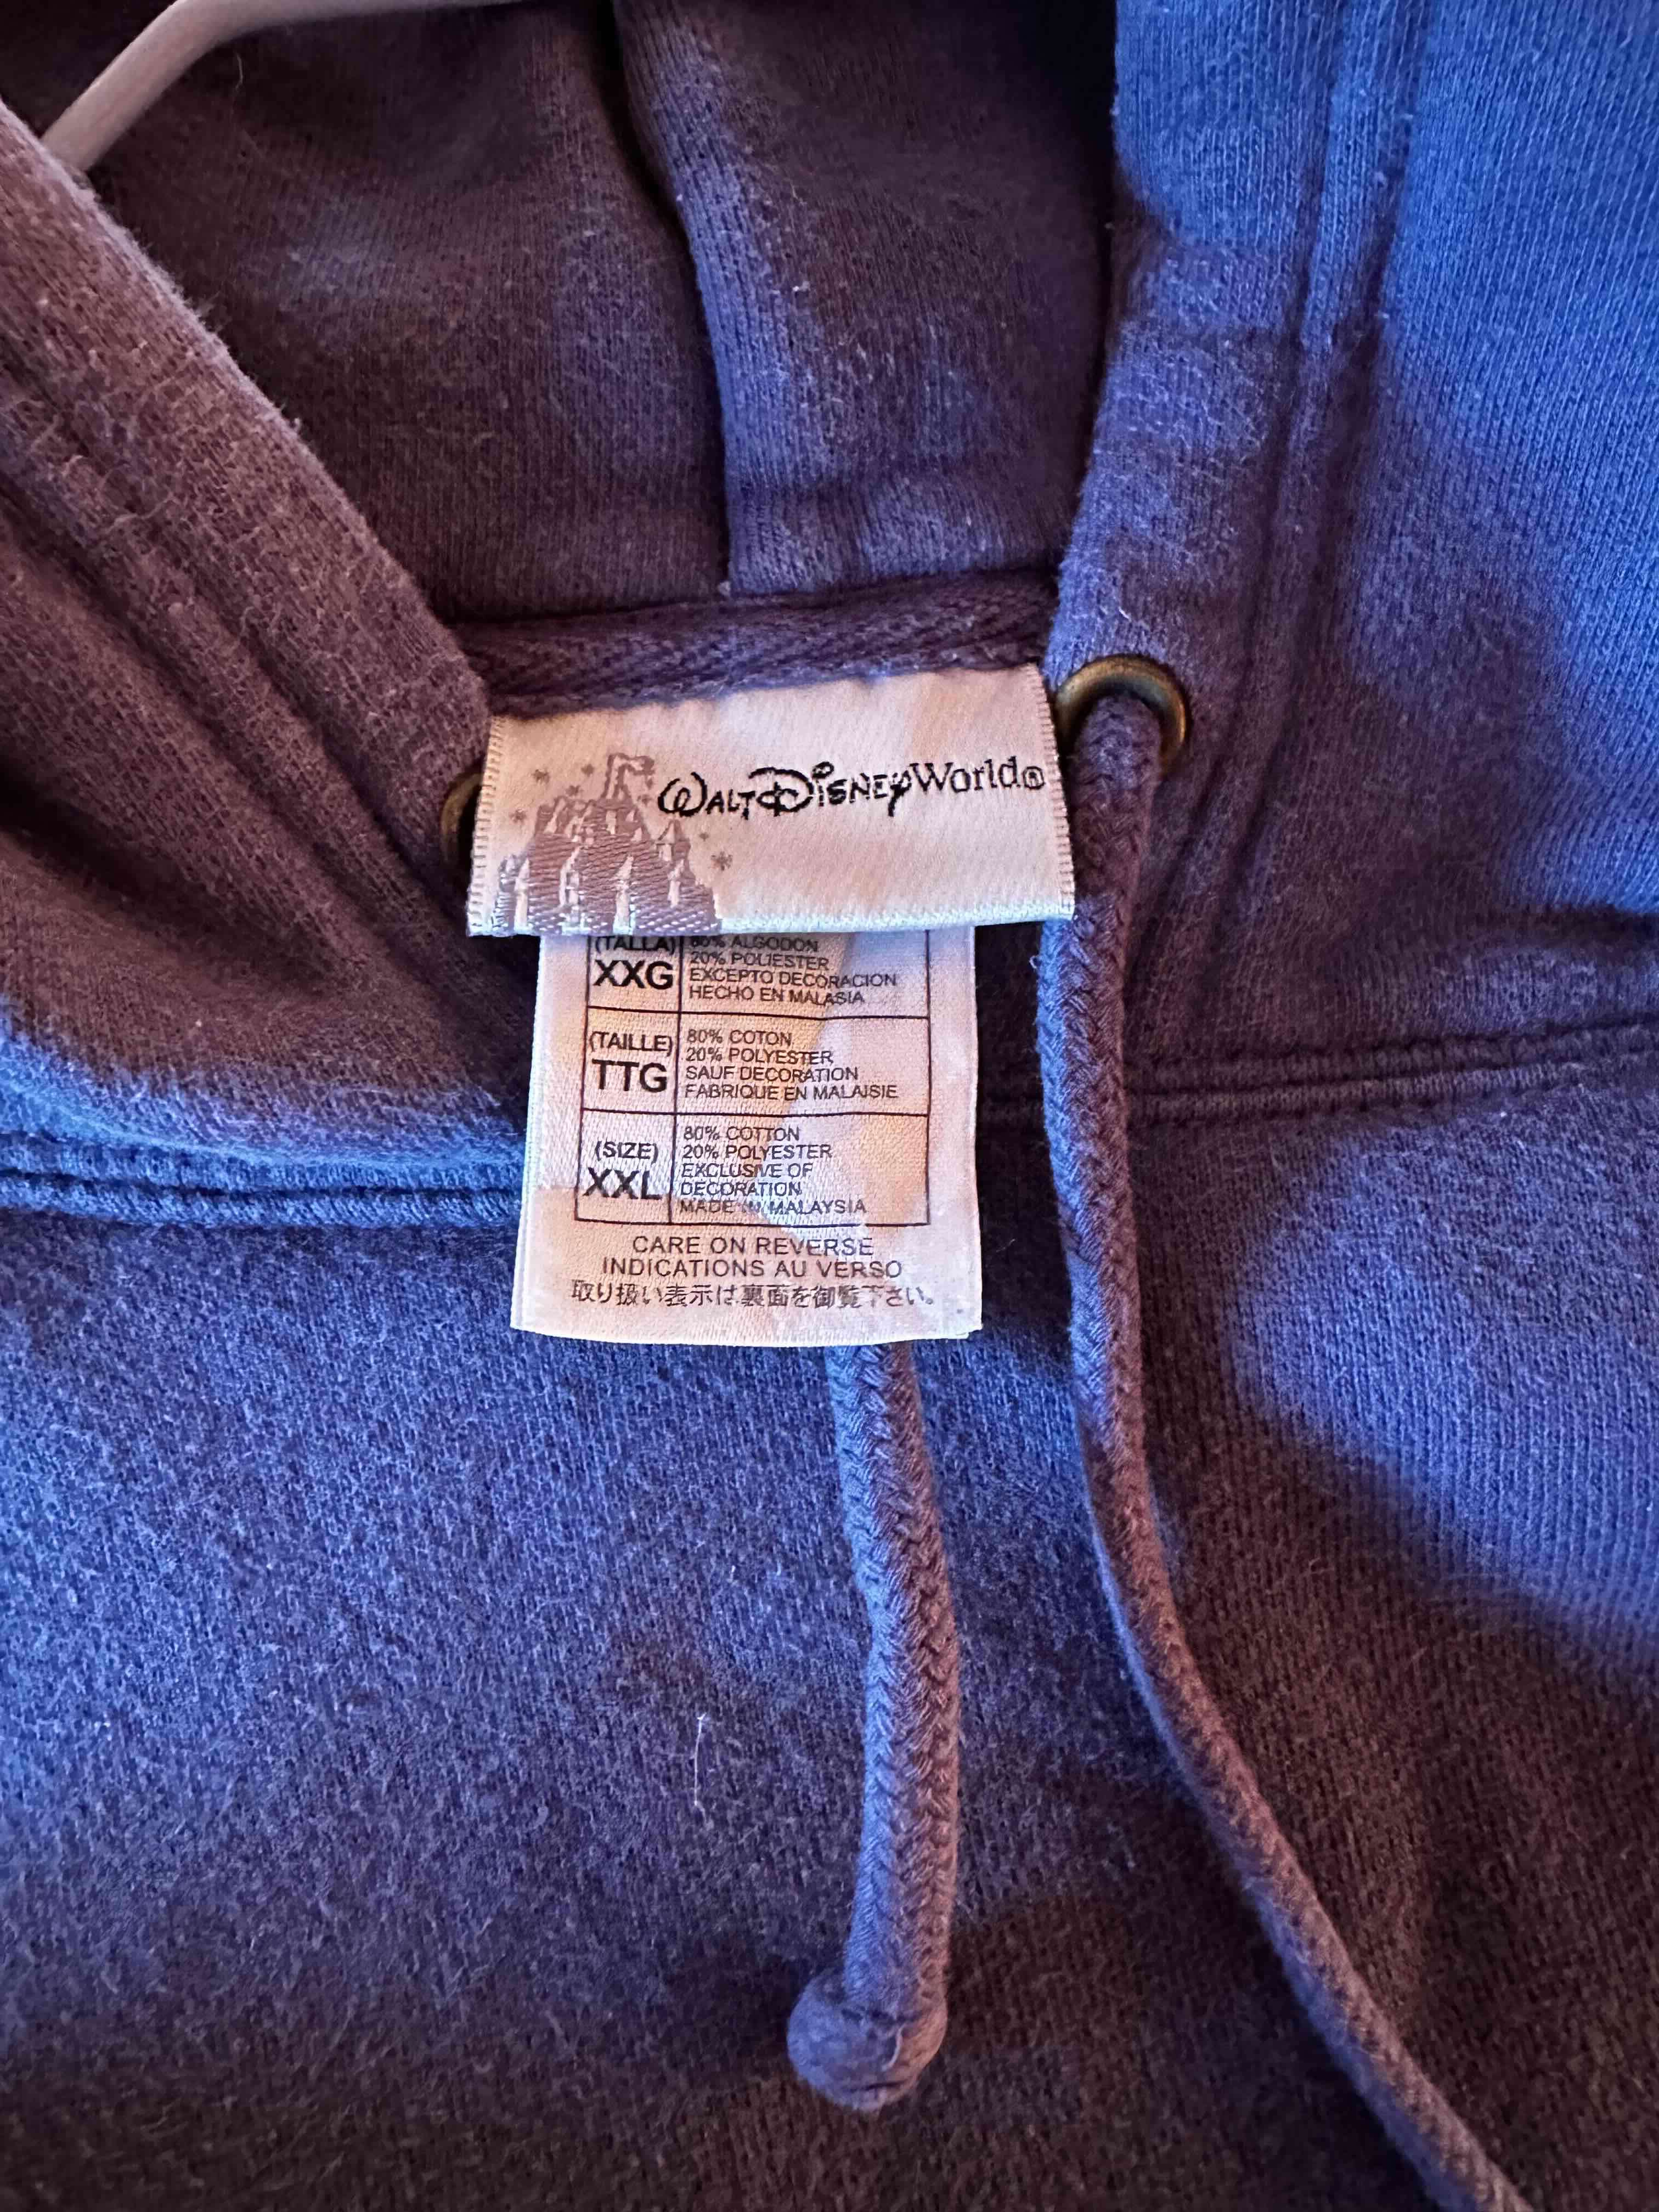 WALT DISNEY World®
(TALLA) 80% ALGODON
XXG 20% POLIESTER
EXCEPTO DECORACION
HECHO EN MALASIA
(TAILLE) 80% COTON
TTG 20% POLYESTER
SAUF DECORATION
FABRIQUE EN MALAISIE
80% COTTON
(SIZE) 20% POLYESTER
XXL EXCLUSIVE OF
DECORATION
MADE IN MALAYSIA
CARE ON REVERSE
INDICATIONS AU VERSO
取り扱い表示は裏面を御覧下さい。